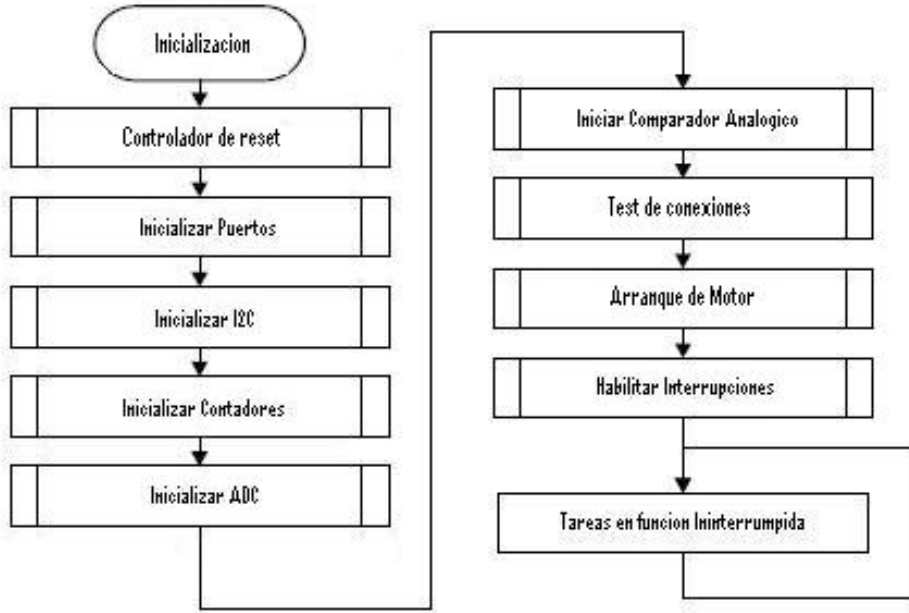 Inicializacion
Controlador de reset
Inicializar Puertos
Inicializar I2C
Inicializar Contadores
Inicializar ADC
Iniciar Comparador Analogico
Test de conexiones
Arranque de Motor
Habilitar Interrupciones
Tareas en funcion Ininterrumpida